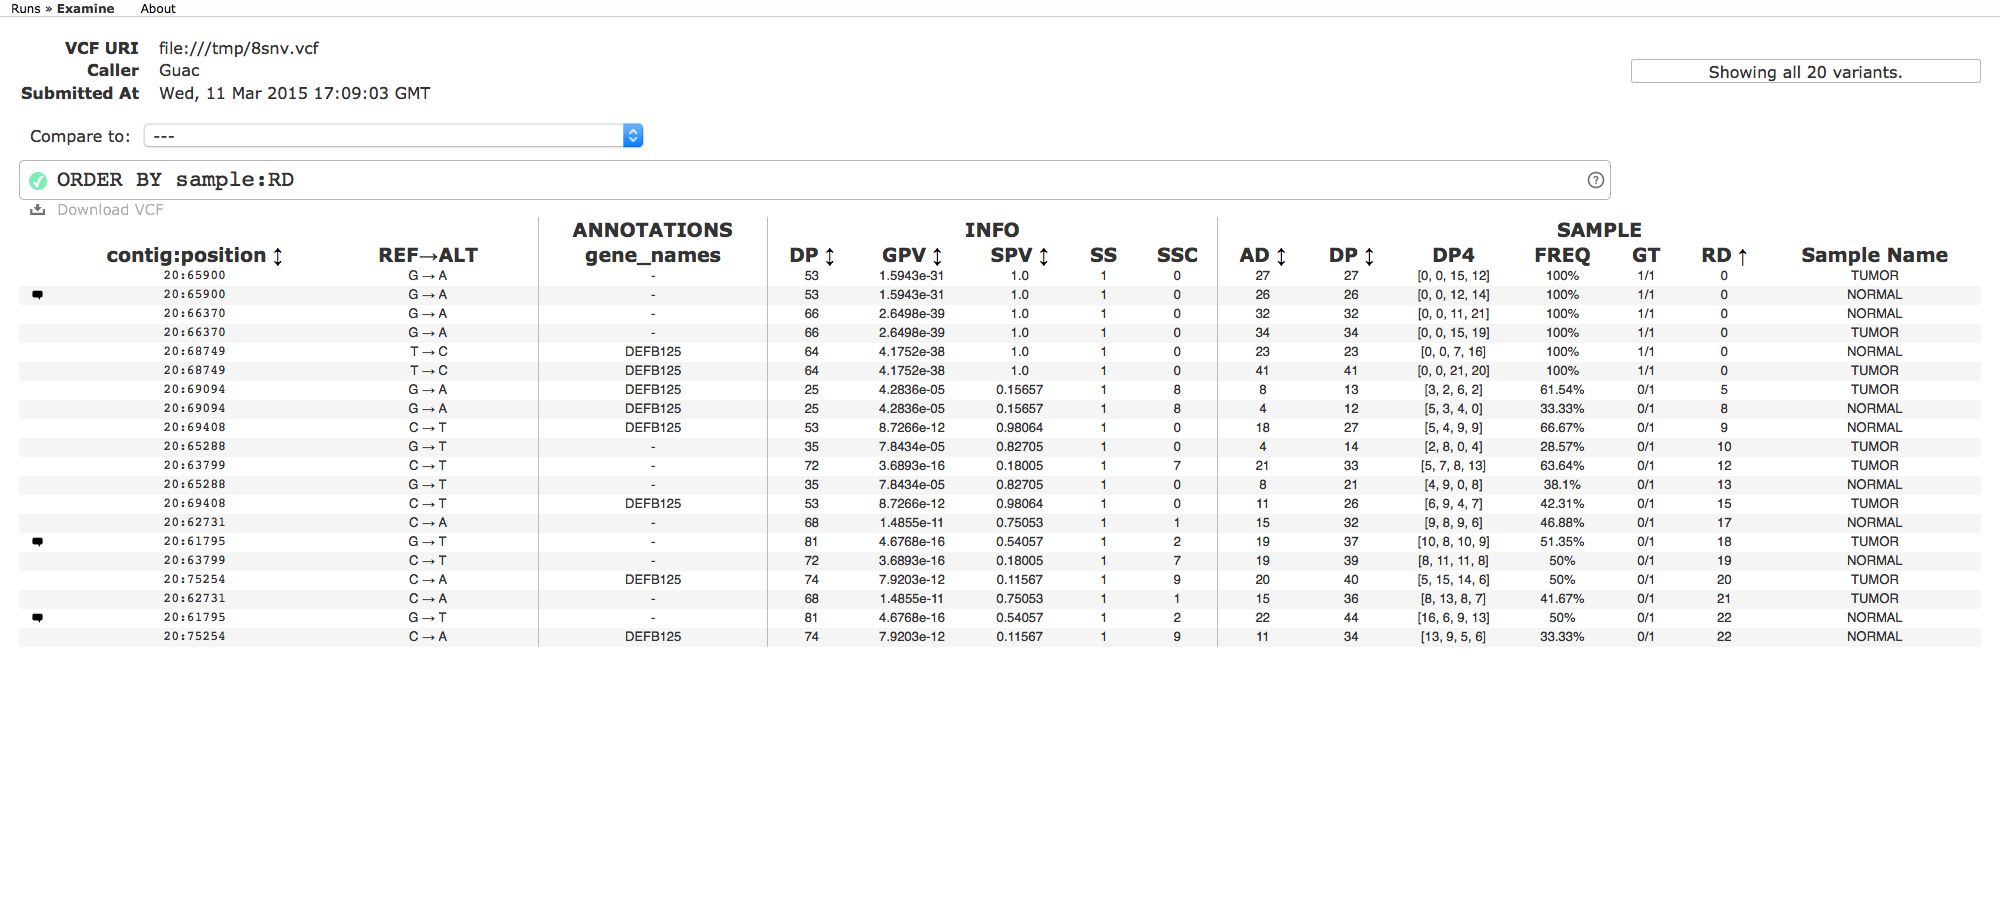 Runs » Examine About
VCF URI file:///tmp/8snv.vcf
Caller Guac
Submitted At Wed, 11 Mar 2015 17:09:03 GMT
Showing all 20 variants.
Compare to: ---
ORDER BY sample:RD
Download VCF
ANNOTATIONS INFO SAMPLE
contig:position ↕ REF→ALT gene_names DP ↕ GPV ↕ SPV ↕ SS SSC AD ↕ DP ↕ DP4 FREQ GT RD ↑ Sample Name
20:65900 G → A - 53 1.5943e-31 1.0 1 0 27 27 [0, 0, 15, 12] 100% 1/1 0 TUMOR
20:65900 G → A - 53 1.5943e-31 1.0 1 0 26 26 [0, 0, 12, 14] 100% 1/1 0 NORMAL
20:66370 G → A - 66 2.6498e-39 1.0 1 0 32 32 [0, 0, 11, 21] 100% 1/1 0 NORMAL
20:66370 G → A - 66 2.6498e-39 1.0 1 0 34 34 [0, 0, 15, 19] 100% 1/1 0 TUMOR
20:68749 T → C DEFB125 64 4.1752e-38 1.0 1 0 23 23 [0, 0, 7, 16] 100% 1/1 0 NORMAL
20:68749 T → C DEFB125 64 4.1752e-38 1.0 1 0 41 41 [0, 0, 21, 20] 100% 1/1 0 TUMOR
20:69094 G → A DEFB125 25 4.2836e-05 0.15657 1 8 8 13 [3, 2, 6, 2] 61.54% 0/1 5 TUMOR
20:69094 G → A DEFB125 25 4.2836e-05 0.15657 1 8 4 12 [5, 3, 4, 0] 33.33% 0/1 8 NORMAL
20:69408 C → T DEFB125 53 8.7266e-12 0.98064 1 0 18 27 [5, 4, 9, 9] 66.67% 0/1 9 NORMAL
20:65288 G → T - 35 7.8434e-05 0.82705 1 0 4 14 [2, 8, 0, 4] 28.57% 0/1 10 TUMOR
20:63799 C → T - 72 3.6893e-16 0.18005 1 7 21 33 [5, 7, 8, 13] 63.64% 0/1 12 TUMOR
20:65288 G → T - 35 7.8434e-05 0.82705 1 0 8 21 [4, 9, 0, 8] 38.1% 0/1 13 NORMAL
20:69408 C → T DEFB125 53 8.7266e-12 0.98064 1 0 11 26 [6, 9, 4, 7] 42.31% 0/1 15 TUMOR
20:62731 C → A - 68 1.4855e-11 0.75053 1 1 15 32 [9, 8, 9, 6] 46.88% 0/1 17 NORMAL
20:61795 G → T - 81 4.6768e-16 0.54057 1 2 19 37 [10, 8, 10, 9] 51.35% 0/1 18 TUMOR
20:63799 C → T - 72 3.6893e-16 0.18005 1 7 19 39 [8, 11, 11, 8] 50% 0/1 19 NORMAL
20:75254 C → A DEFB125 74 7.9203e-12 0.11567 1 9 20 40 [5, 15, 14, 6] 50% 0/1 20 TUMOR
20:62731 C → A - 68 1.4855e-11 0.75053 1 1 15 36 [8, 13, 8, 7] 41.67% 0/1 21 TUMOR
20:61795 G → T - 81 4.6768e-16 0.54057 1 2 22 44 [16, 6, 9, 13] 50% 0/1 22 NORMAL
20:75254 C → A DEFB125 74 7.9203e-12 0.11567 1 9 11 34 [13, 9, 5, 6] 33.33% 0/1 22 NORMAL